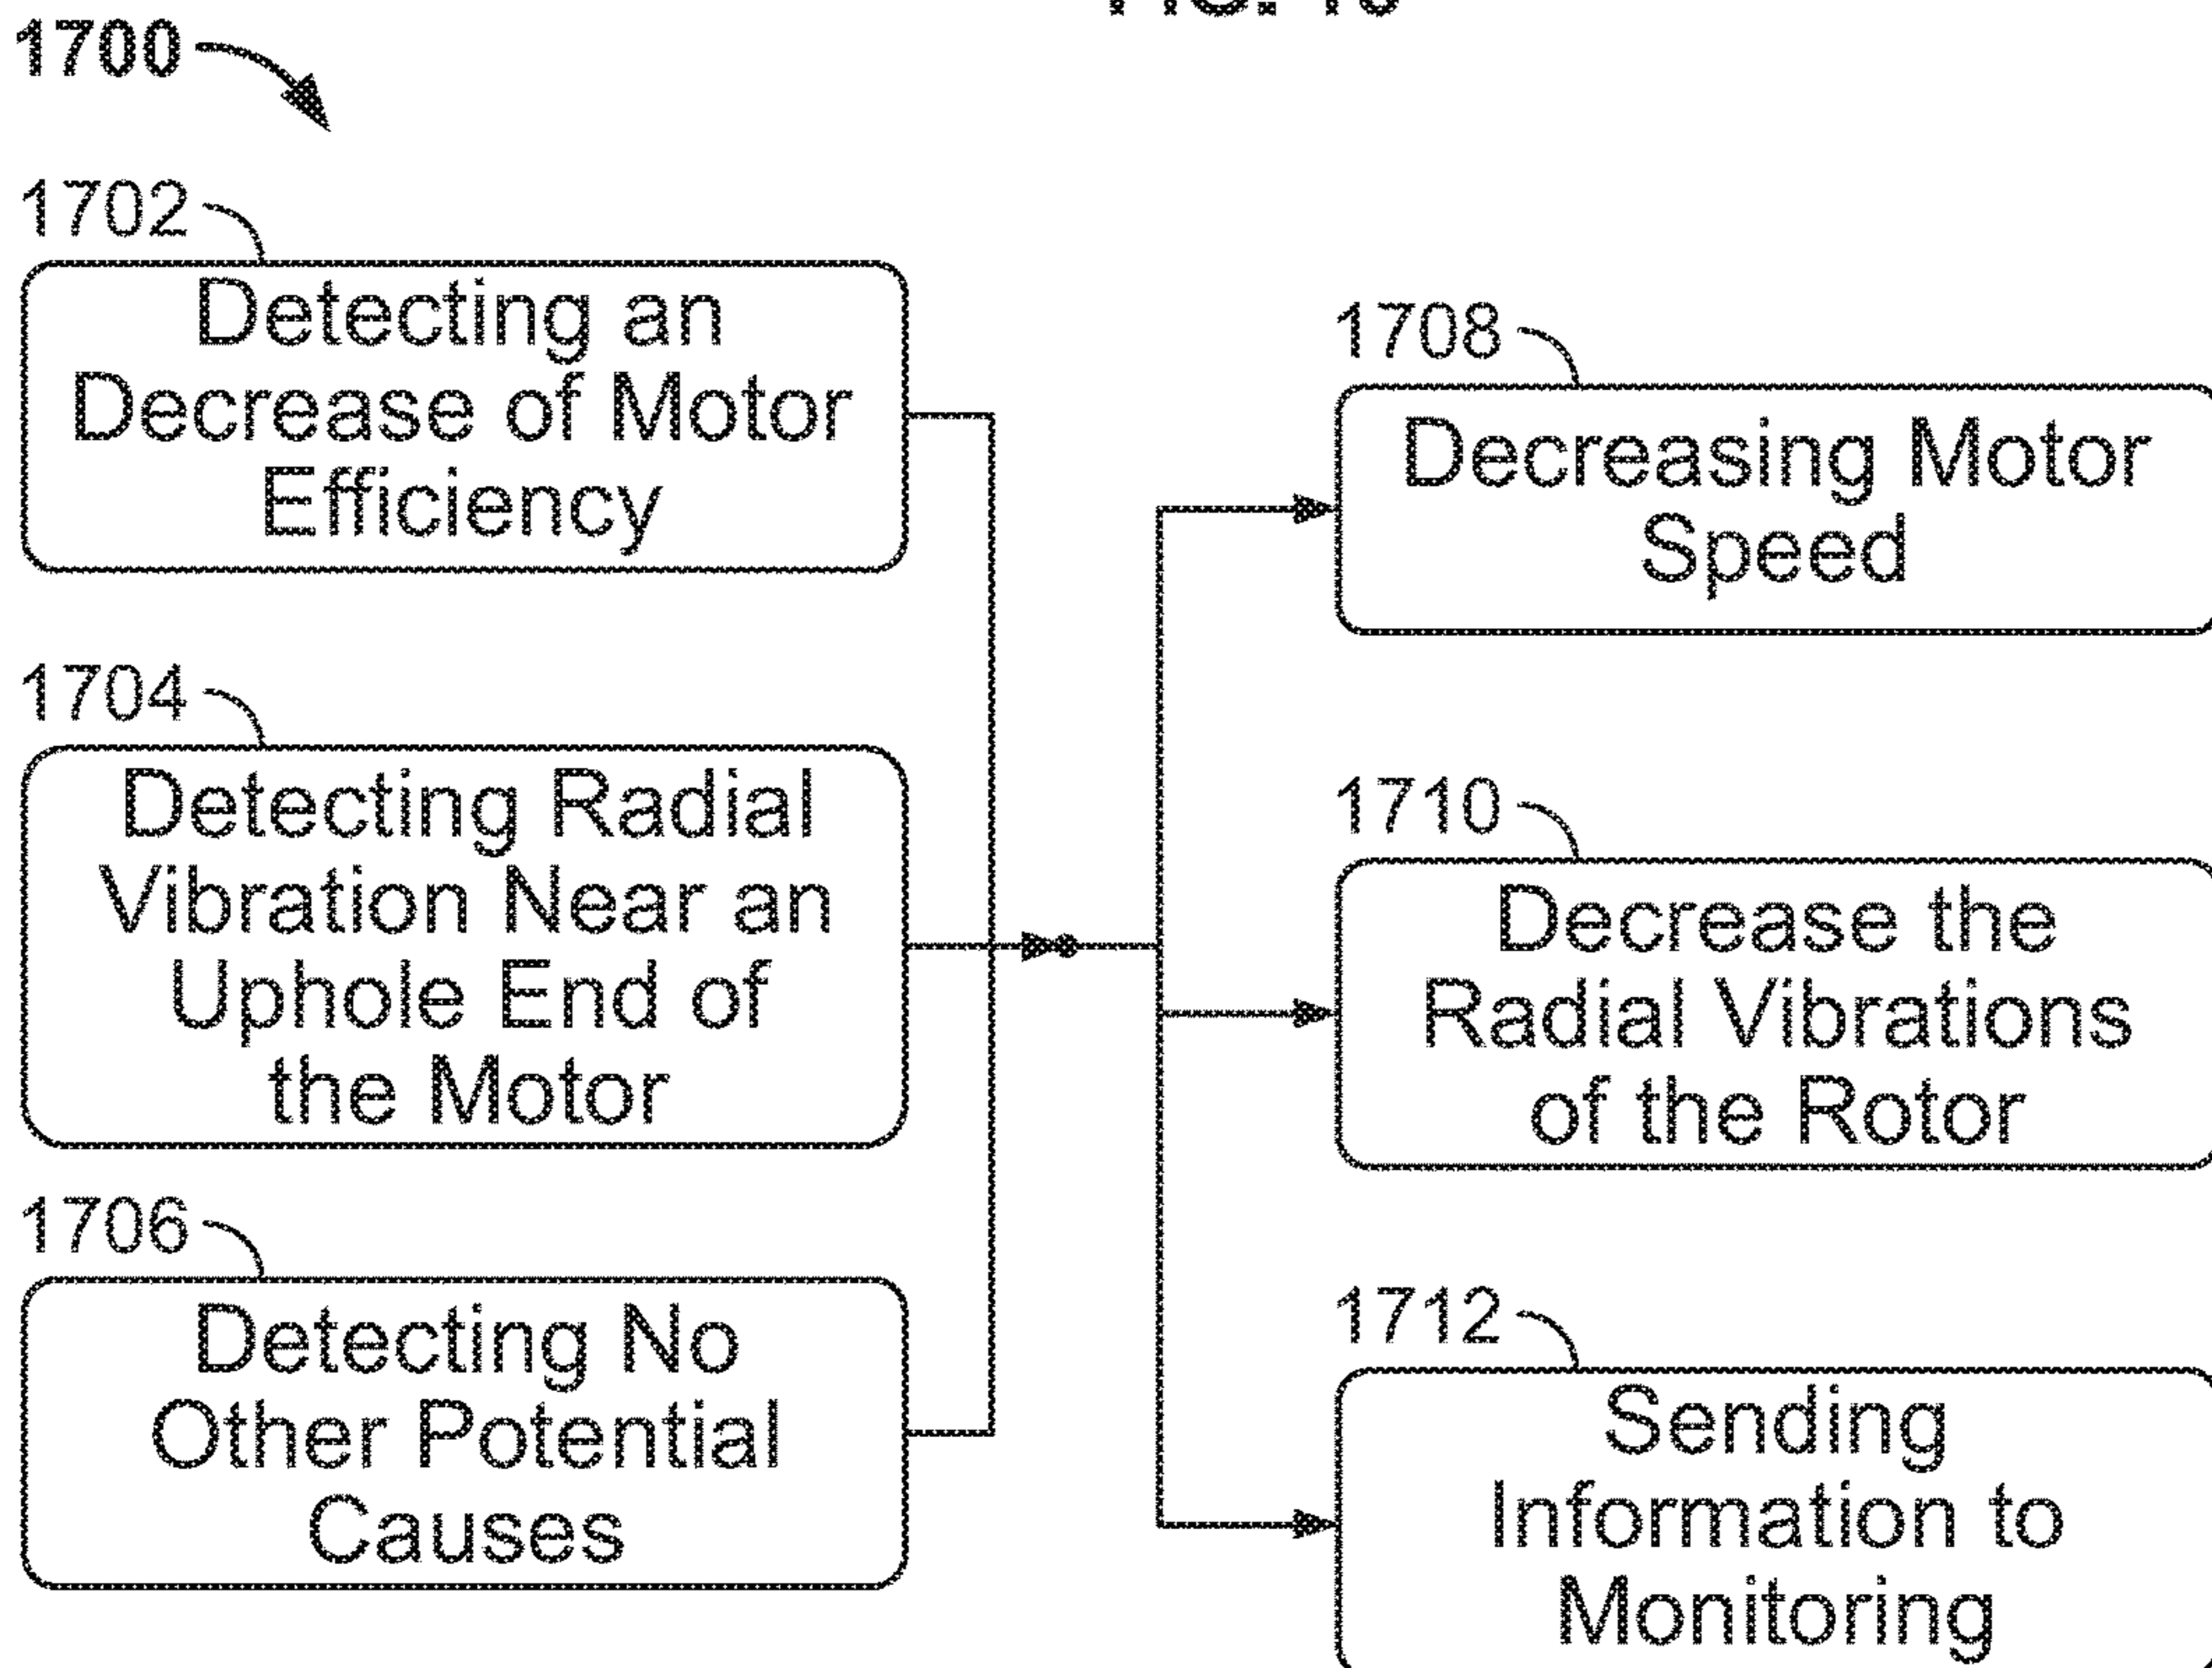 1700
1702
Detecting an
Decrease of Motor
Efficiency
1704
Detecting Radial
Vibration Near an
Uphole End of
the Motor
1706
Detecting No
Other Potential
Causes
1708
Decreasing Motor
Speed
1710
Decrease the
Radial Vibrations
of the Rotor
1712
Sending
Information to
Monitoring